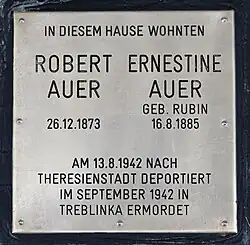 IN DIESEM HAUSE WOHNTEN
ROBERT ERNESTINE
AUER AUER
GEB. RUBIN
26.12.1873 16.8.1885
AM 13.8.1942 NACH
THERESIENSTADT DEPORTIERT
IM SEPTEMBER 1942 IN
TREBLINKA ERMORDET